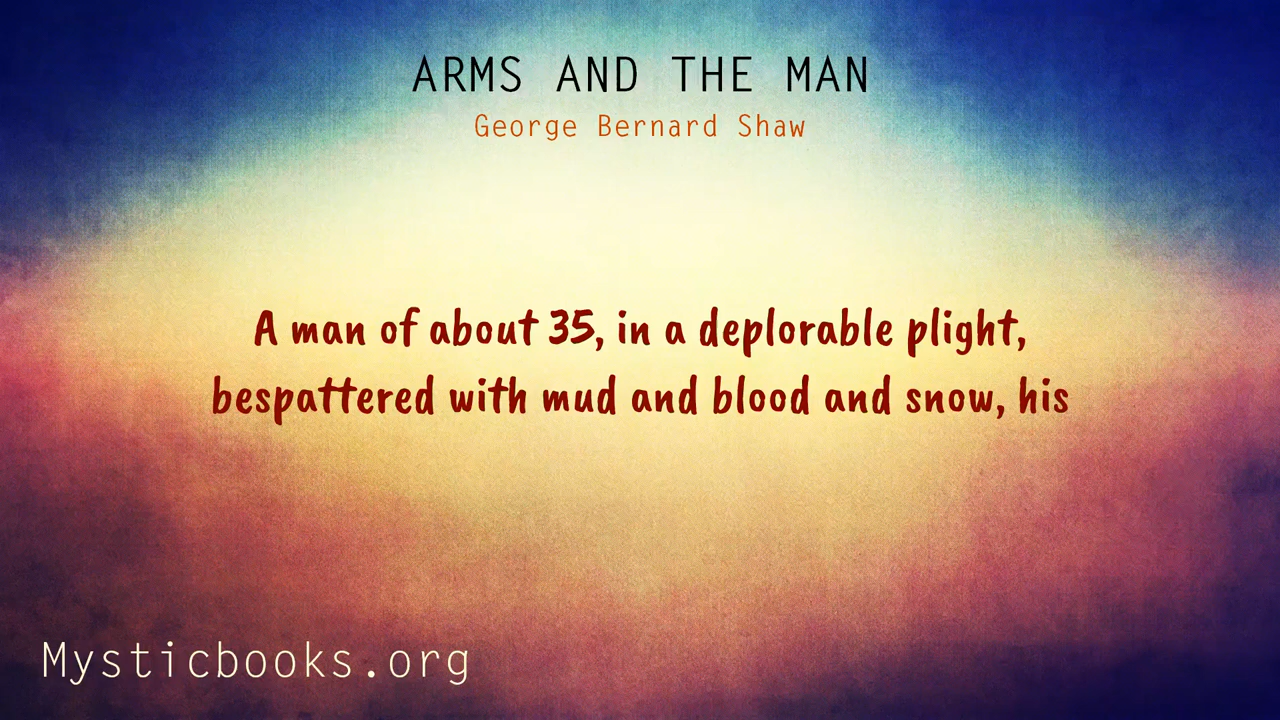 ARMS AND THE MAN
George Bernard Shaw
A man of about 35, in a deplorable plight,
bespattered with mud and blood and snow, his
Mysticbooks.org